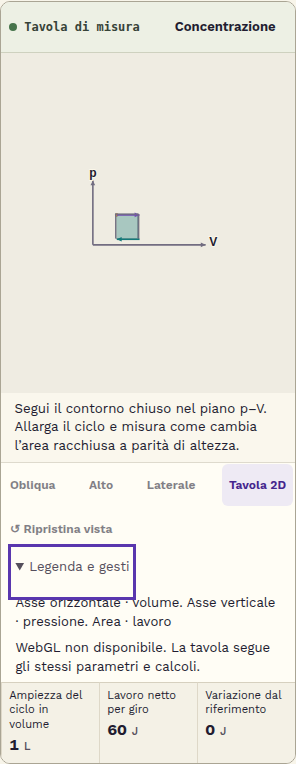 Tavola di misura
Concentrazione
p
V
Segui il contorno chiuso nel piano p–V.
Allarga il ciclo e misura come cambia
l'area racchiusa a parità di altezza.
Obliqua
Alto
Laterale
Tavola 2D
↺ Ripristina vista
▼ Legenda e gesti
Asse orizzontale · volume. Asse verticale
· pressione. Area · lavoro
WebGL non disponibile. La tavola segue
gli stessi parametri e calcoli.
Ampiezza del
ciclo in
volume
1 L
Lavoro netto
per giro
60 J
Variazione dal
riferimento
0 J